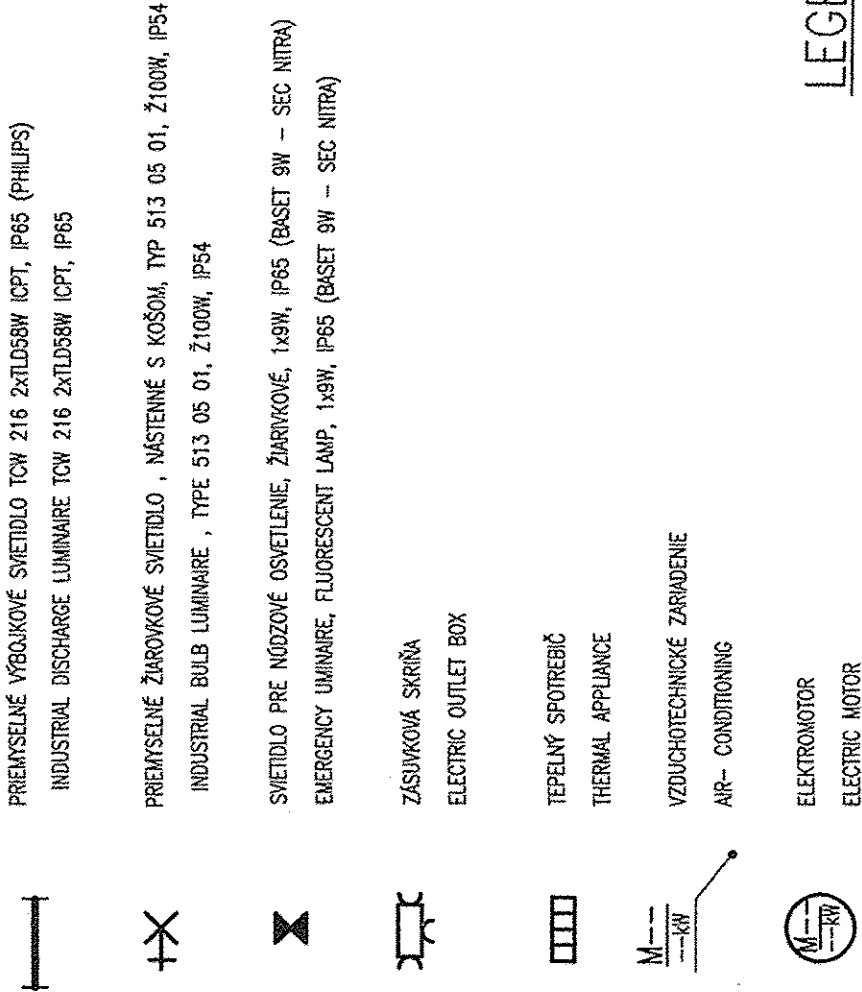 PRIEMYSELNÉ VÝBOJKOVÉ SVIETIDLO TCW 216 2xTLD58W ICPT, IP65 (PHILIPS)
INDUSTRIAL DISCHARGE LUMINAIRE TCW 216 2xTLD58W ICPT, IP65
PRIEMYSELNÉ ŽIAROVKOVÉ SVIETIDLO , NÁSTENNÉ S KOŠOM, TYP 513 05 01, Ž100W, IP54
INDUSTRIAL BULB LUMINAIRE , TYPE 513 05 01, Ž100W, IP54
SVIETIDLO PRE NÚDZOVÉ OSVETLENIE, ŽIARIVKOVÉ, 1x9W, IP65 (BASET 9W - SEC NITRA)
EMERGENCY UMINAIRE, FLUORESCENT LAMP, 1x9W, IP65 (BASET 9W - SEC NITRA)
ZÁSUVKOVÁ SKRIŇA
ELECTRIC OUTLET BOX
TEPELNÝ SPOTREBIČ
THERMAL APPLIANCE
M---
---kW
VZDUCHOTECHNICKÉ ZARIADENIE
AIR- CONDITIONING
M---
---kW
ELEKTROMOTOR
ELECTRIC MOTOR